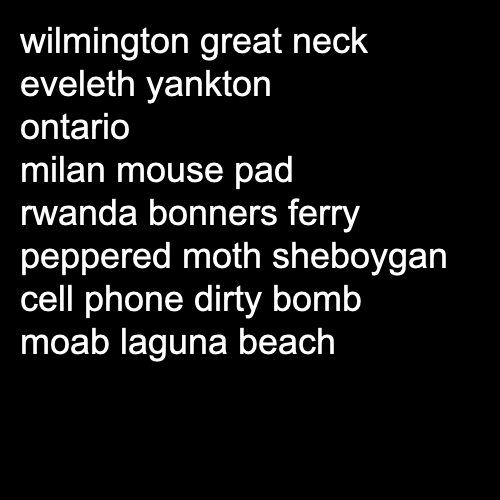 wilmington great neck
eveleth yankton
ontario
milan mouse pad
rwanda bonners ferry
peppered moth sheboygan
cell phone dirty bomb
moab laguna beach